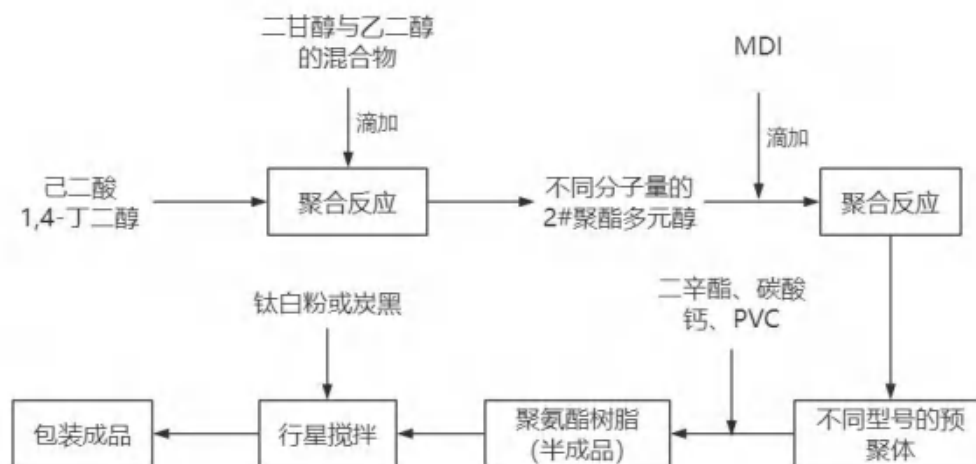 二甘醇与乙二醇
的混合物
MDI
滴加
滴加
己二酸
1,4-丁二醇
聚合反应
不同分子量的
2#聚酯多元醇
聚合反应
钛白粉或炭黑
二辛酯、碳酸
钙、PVC
包装成品
行星搅拌
聚氨酯树脂
(半成品)
不同型号的预
聚体